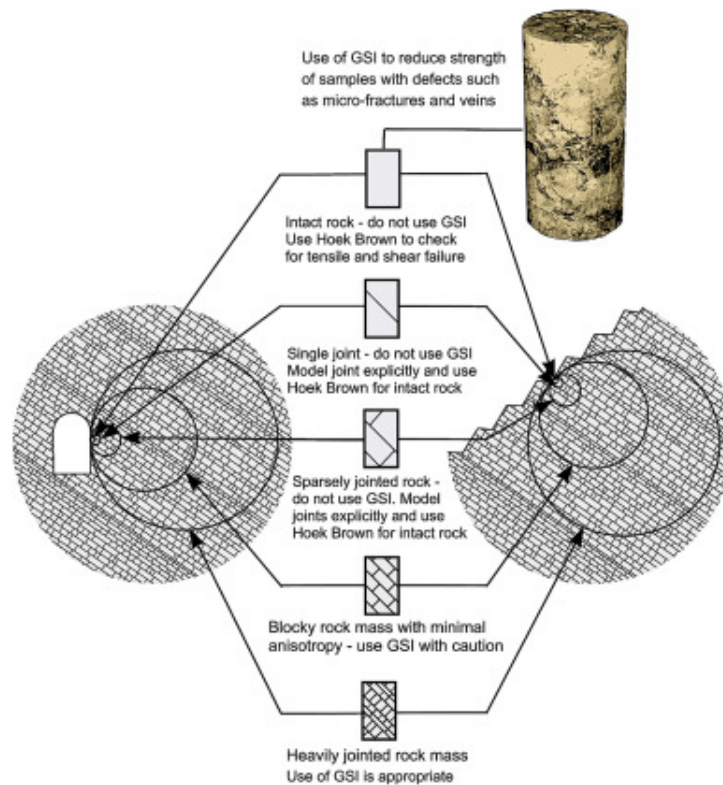 Use of GSI to reduce strength
of samples with defects such
as micro-fractures and veins
Intact rock - do not use GSI
Use Hoek Brown to check
for tensile and shear failure
Single joint - do not use GSI
Model joint explicitly and use
Hoek Brown for intact rock
Sparsely jointed rock -
do not use GSI. Model
joints explicitly and use
Hoek Brown for intact rock
Blocky rock mass with minimal
anisotropy - use GSI with caution
Heavily jointed rock mass
Use of GSI is appropriate